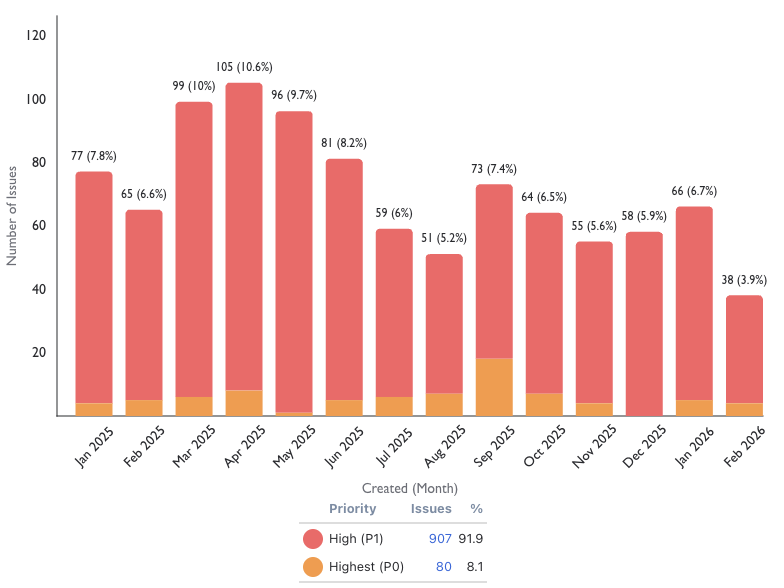 120
100
80
60
40
20
Number of Issues
77 (7.8%)
65 (6.6%)
99 (10%)
105 (10.6%)
96 (9.7%)
81 (8.2%)
59 (6%)
51 (5.2%)
73 (7.4%)
64 (6.5%)
55 (5.6%)
58 (5.9%)
66 (6.7%)
38 (3.9%)
Jan 2025
Feb 2025
Mar 2025
Apr 2025
May 2025
Jun 2025
Jul 2025
Aug 2025
Sep 2025
Oct 2025
Nov 2025
Dec 2025
Jan 2026
Feb 2026
Created (Month)
Priority Issues %
High (P1) 907 91.9
Highest (P0) 80 8.1